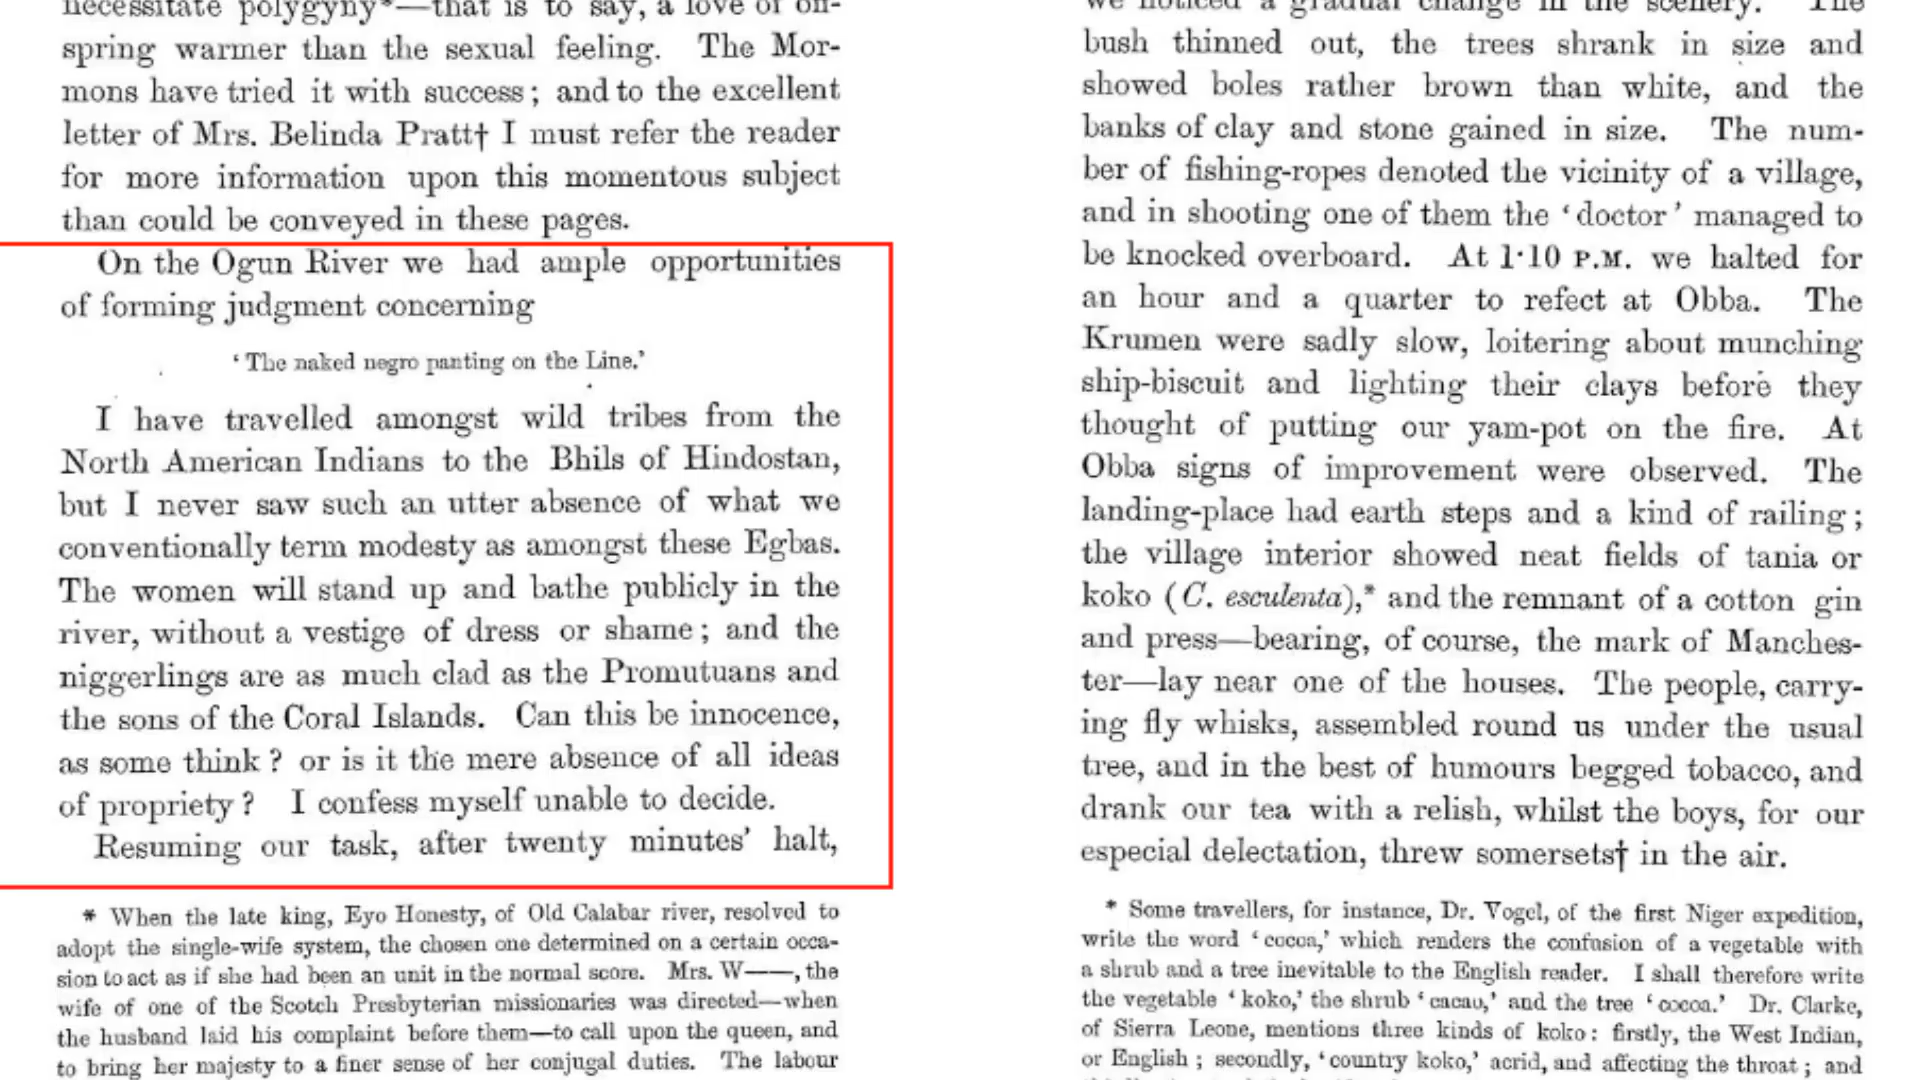 necessitate polygyny*—that is to say, a love of off-
spring warmer than the sexual feeling. The Mor-
mons have tried it with success; and to the excellent
letter of Mrs. Belinda Pratt† I must refer the reader
for more information upon this momentous subject
than could be conveyed in these pages.
On the Ogun River we had ample opportunities
of forming judgment concerning
‘The naked negro panting on the Line.’
I have travelled amongst wild tribes from the
North American Indians to the Bhils of Hindostan,
but I never saw such an utter absence of what we
conventionally term modesty as amongst these Egbas.
The women will stand up and bathe publicly in the
river, without a vestige of dress or shame; and the
niggerlings are as much clad as the Promutuans and
the sons of the Coral Islands. Can this be innocence,
as some think? or is it the mere absence of all ideas
of propriety? I confess myself unable to decide.
Resuming our task, after twenty minutes’ halt,
* When the late king, Eyo Honesty, of Old Calabar river, resolved to
adopt the single-wife system, the chosen one determined on a certain occa-
sion to act as if she had been an unit in the normal score. Mrs. W——, the
wife of one of the Scotch Presbyterian missionaries was directed—when
the husband laid his complaint before them—to call upon the queen, and
to bring her majesty to a finer sense of her conjugal duties. The labour
we noticed a gradual change in the scenery. The
bush thinned out, the trees shrank in size and
showed boles rather brown than white, and the
banks of clay and stone gained in size. The num-
ber of fishing-ropes denoted the vicinity of a village,
and in shooting one of them the ‘doctor’ managed to
be knocked overboard. At 1·10 P.M. we halted for
an hour and a quarter to refect at Obba. The
Krumen were sadly slow, loitering about munching
ship-biscuit and lighting their clays before they
thought of putting our yam-pot on the fire. At
Obba signs of improvement were observed. The
landing-place had earth steps and a kind of railing;
the village interior showed neat fields of tania or
koko (C. esculenta),* and the remnant of a cotton gin
and press—bearing, of course, the mark of Manches-
ter—lay near one of the houses. The people, carry-
ing fly whisks, assembled round us under the usual
tree, and in the best of humours begged tobacco, and
drank our tea with a relish, whilst the boys, for our
especial delectation, threw somersets† in the air.
* Some travellers, for instance, Dr. Vogel, of the first Niger expedition,
write the word ‘cocoa,’ which renders the confusion of a vegetable with
a shrub and a tree inevitable to the English reader. I shall therefore write
the vegetable ‘koko,’ the shrub ‘cacau,’ and the tree ‘cocoa.’ Dr. Clarke,
of Sierra Leone, mentions three kinds of koko: firstly, the West Indian,
or English; secondly, ‘country koko,’ acrid, and affecting the throat; and